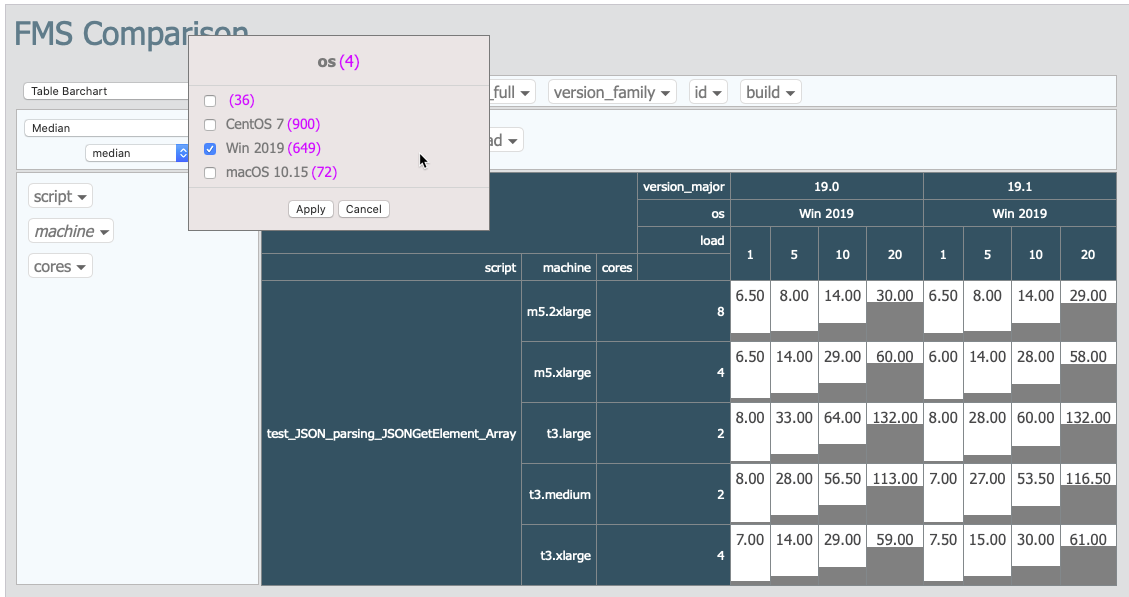 FMS Comparison
os (4)
(36)
CentOS 7 (900)
Win 2019 (649)
macOS 10.15 (72)
Apply Cancel
Table Barchart
_full version_family id build
Median
median
ad
script
machine
cores
version_major 19.0 19.1
os Win 2019 Win 2019
load
1 5 10 20 1 5 10 20
script machine cores
test_JSON_parsing_JSONGetElement_Array
m5.2xlarge 8 6.50 8.00 14.00 30.00 6.50 8.00 14.00 29.00
m5.xlarge 4 6.50 14.00 29.00 60.00 6.00 14.00 28.00 58.00
t3.large 2 8.00 33.00 64.00 132.00 8.00 28.00 60.00 132.00
t3.medium 2 8.00 28.00 56.50 113.00 7.00 27.00 53.50 116.50
t3.xlarge 4 7.00 14.00 29.00 59.00 7.50 15.00 30.00 61.00